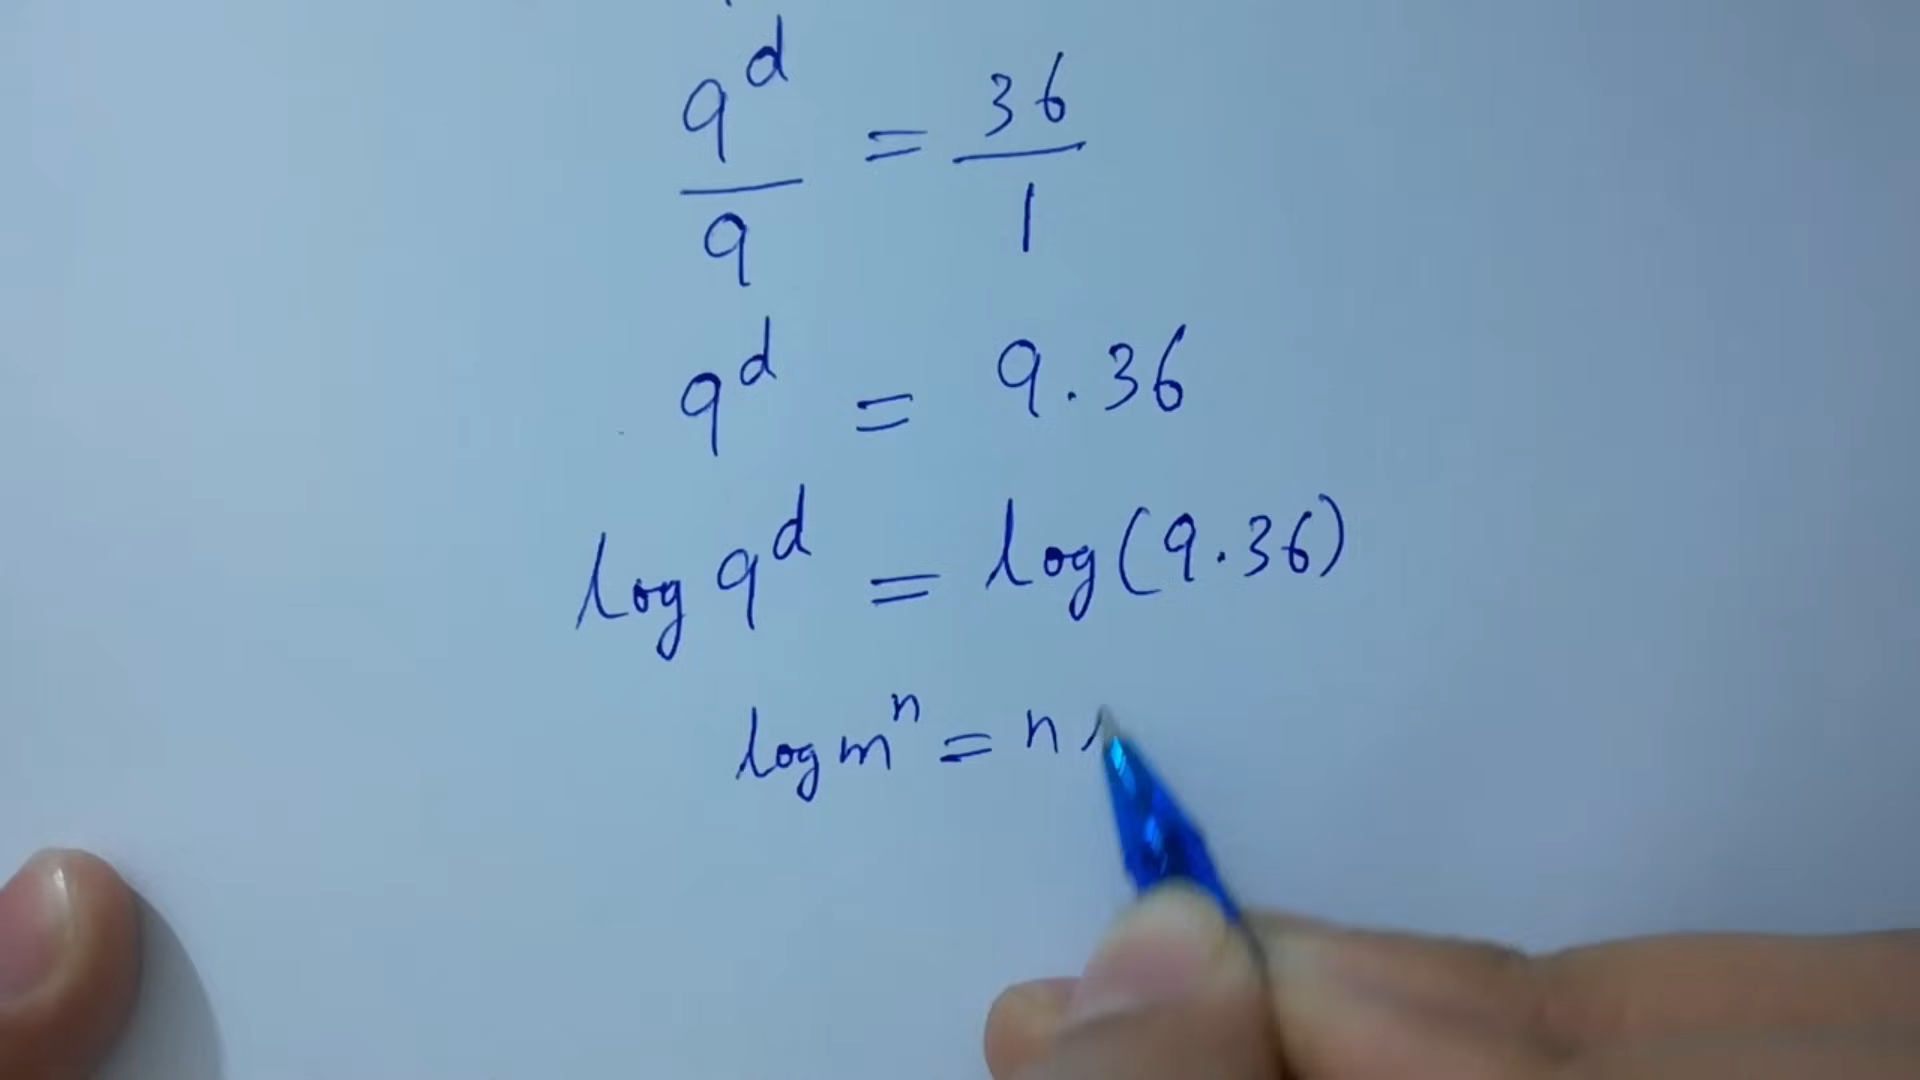 9^d / 9 = 36 / 1
9^d = 9.36
log 9^d = log(9.36)
log m^n = n